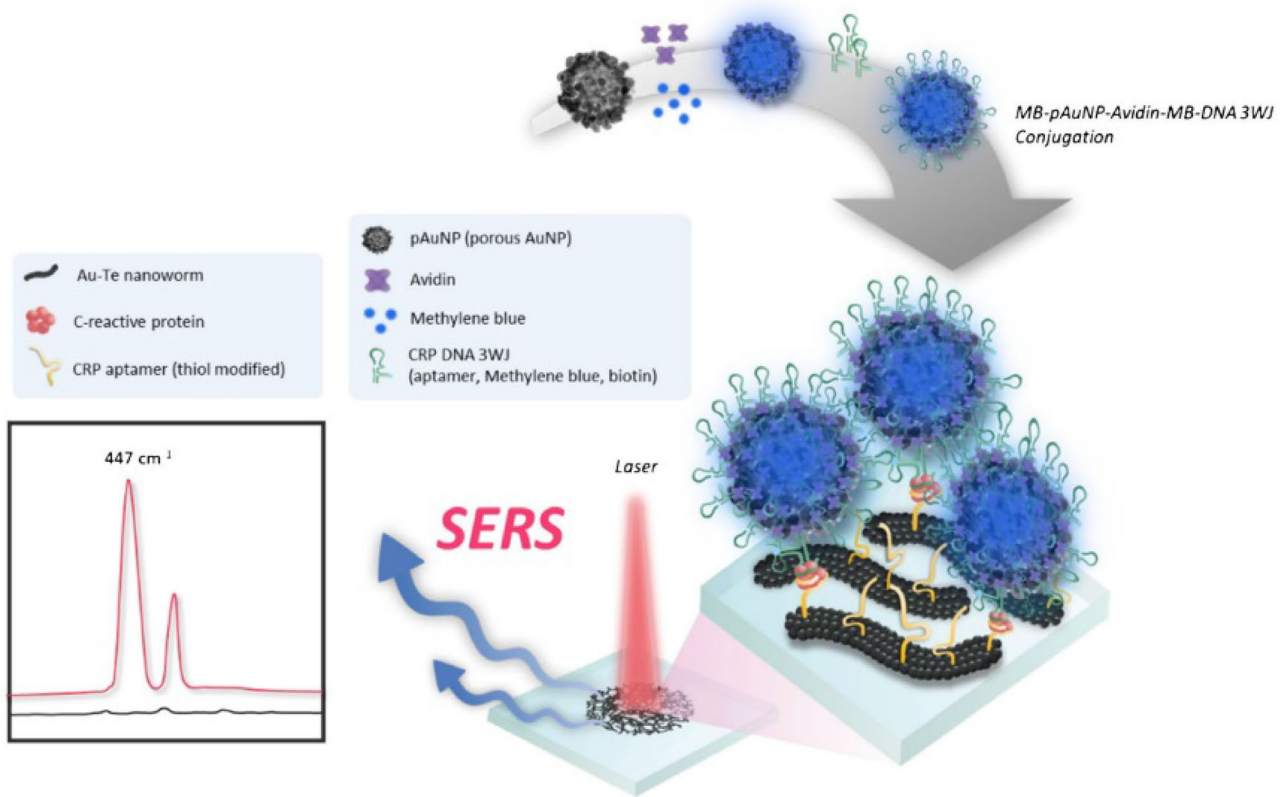 MB-pAuNP-Avidin-MB-DNA 3WJ
Conjugation
pAuNP (porous AuNP)
Avidin
Methylene blue
CRP DNA 3WJ
(aptamer, Methylene blue, biotin)
Au-Te nanoworm
C-reactive protein
CRP aptamer (thiol modified)
447 cm ¹
Laser
SERS